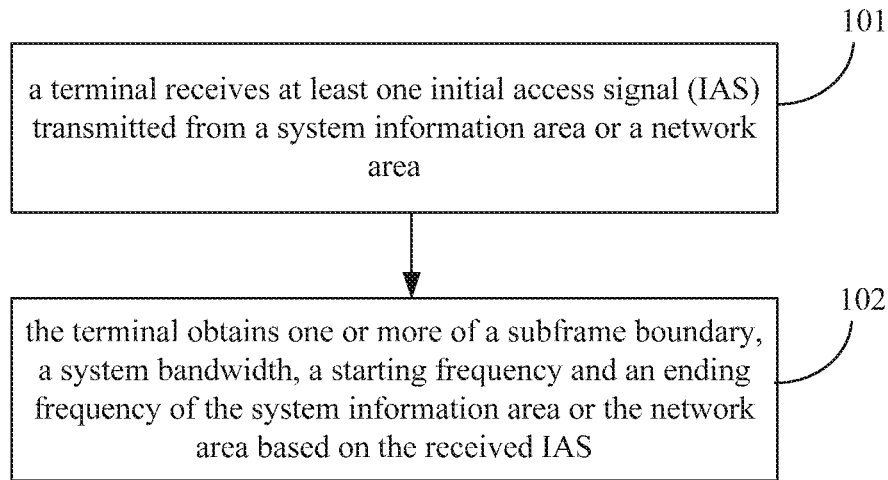 101
a terminal receives at least one initial access signal (IAS)
transmitted from a system information area or a network
area
102
the terminal obtains one or more of a subframe boundary,
a system bandwidth, a starting frequency and an ending
frequency of the system information area or the network
area based on the received IAS